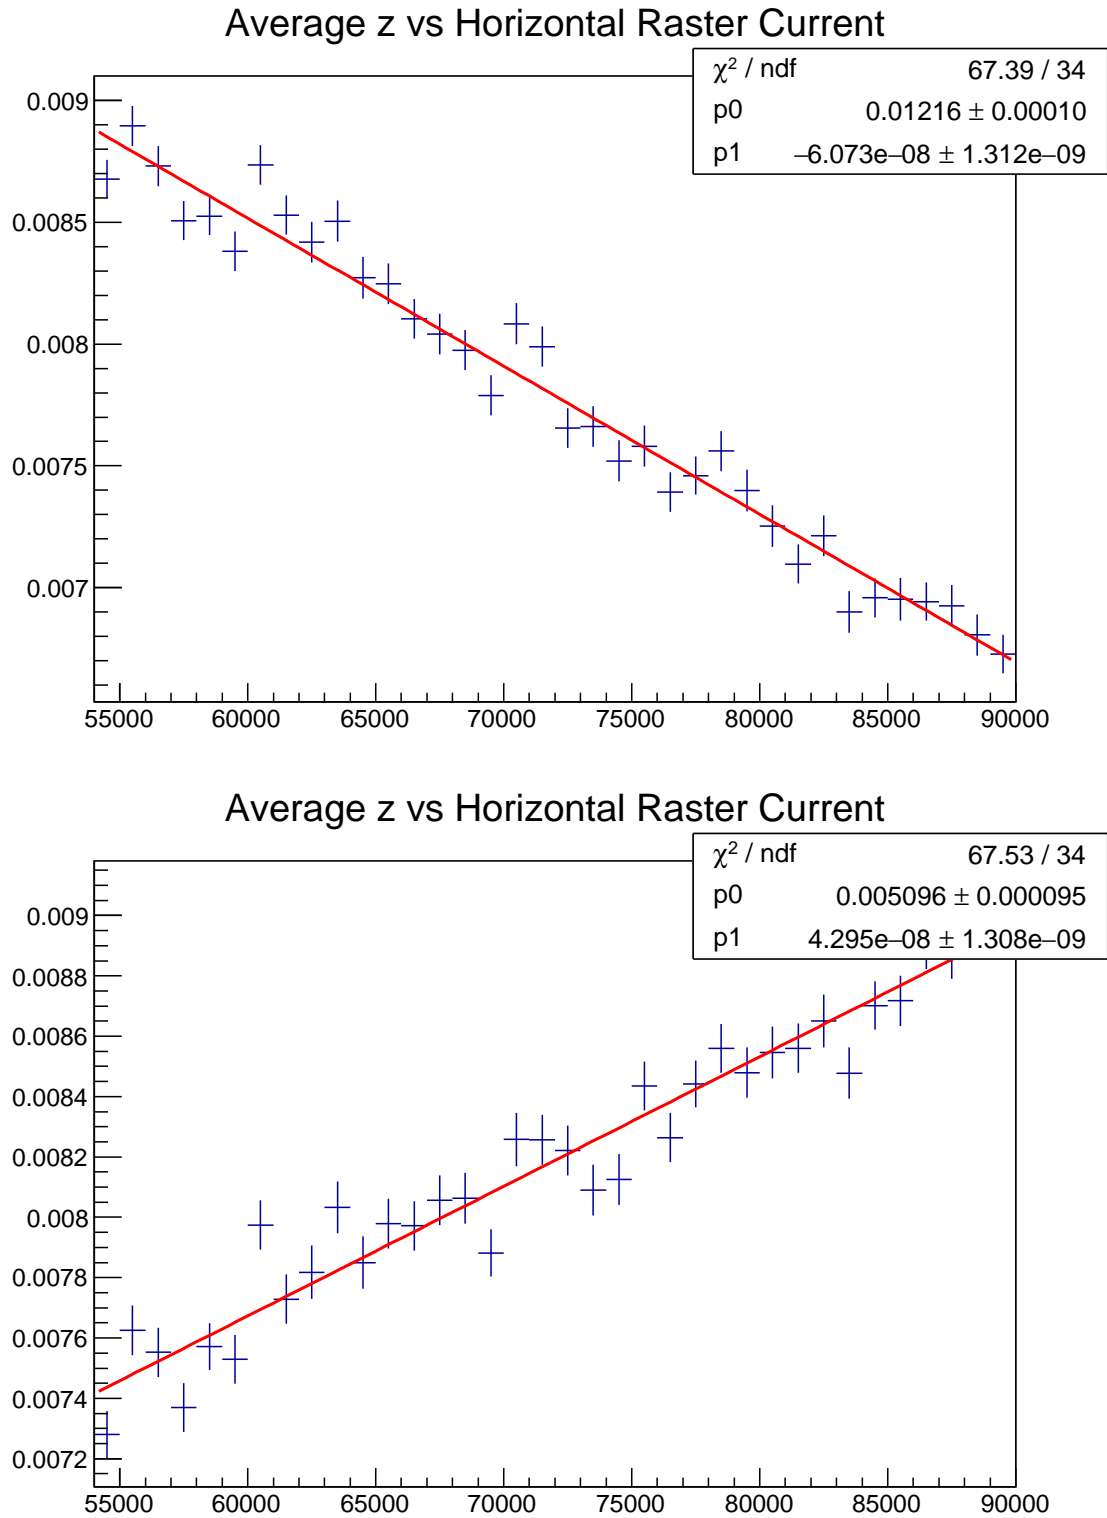 Average z vs Horizontal Raster Current
χ² / ndf 67.39 / 34
p0 0.01216 ± 0.00010
p1 −6.073e−08 ± 1.312e−09
0.009
0.0085
0.008
0.0075
0.007
55000 60000 65000 70000 75000 80000 85000 90000
Average z vs Horizontal Raster Current
χ² / ndf 67.53 / 34
p0 0.005096 ± 0.000095
p1 4.295e−08 ± 1.308e−09
0.009
0.0088
0.0086
0.0084
0.0082
0.008
0.0078
0.0076
0.0074
0.0072
55000 60000 65000 70000 75000 80000 85000 90000